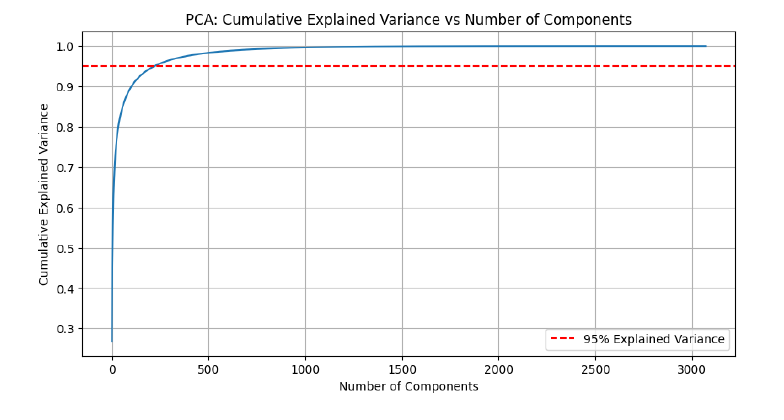 PCA: Cumulative Explained Variance vs Number of Components
Cumulative Explained Variance
1.0
0.9
0.8
0.7
0.6
0.5
0.4
0.3
95% Explained Variance
0 500 1000 1500 2000 2500 3000
Number of Components